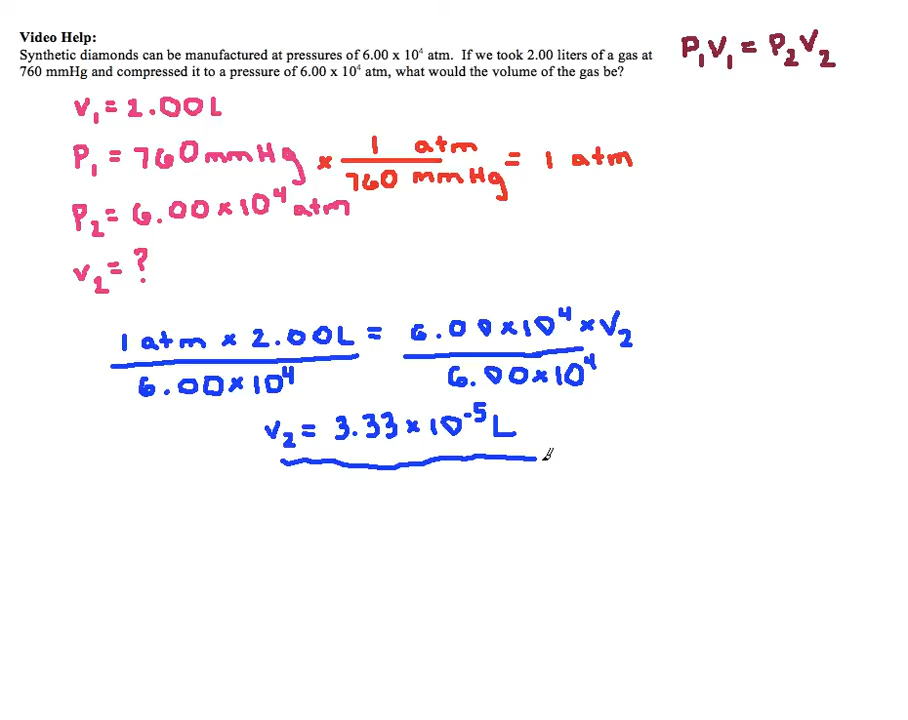 Video Help:
Synthetic diamonds can be manufactured at pressures of 6.00 x 10⁴ atm. If we took 2.00 liters of a gas at
760 mmHg and compressed it to a pressure of 6.00 x 10⁴ atm, what would the volume of the gas be?
P₁V₁ = P₂V₂
V₁ = 2.00L
P₁ = 760mmHg × 1 atm / 760 mmHg = 1 atm
P₂ = 6.00×10⁴ atm
V₂ = ?
1 atm × 2.00L = 6.00×10⁴ × V₂
6.00×10⁴ 6.00×10⁴
V₂ = 3.33×10⁻⁵ L